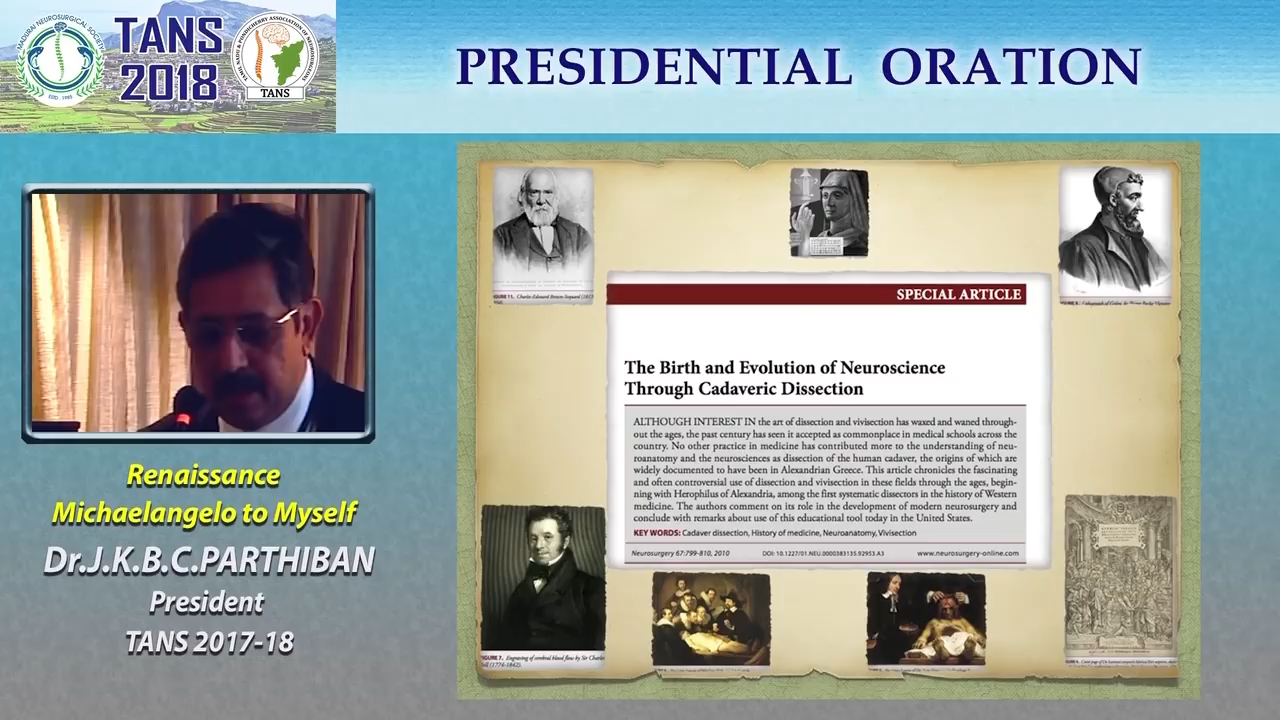 MADURAI NEUROSURGICAL SOCIETY
ESTD - 1985
TANS
2018
TANS
PRESIDENTIAL ORATION
SPECIAL ARTICLE
The Birth and Evolution of Neuroscience
Through Cadaveric Dissection
ALTHOUGH INTEREST IN the art of dissection and vivisection has waxed and waned through-
out the ages, the past century has seen it accepted as commonplace in medical schools across the
country. No other practice in medicine has contributed more to the understanding of neu-
roanatomy and the neurosciences as dissection of the human cadaver, the origins of which are
widely documented to have been in Alexandrian Greece. This article chronicles the fascinating
and often controversial use of dissection and vivisection in these fields through the ages, begin-
ning with Herophilus of Alexandria, among the first systematic dissectors in the history of Western
medicine. The authors comment on its role in the development of modern neurosurgery and
conclude with remarks about use of this educational tool today in the United States.
KEY WORDS: Cadaver dissection, History of medicine, Neuroanatomy, Vivisection
Neurosurgery 67:799-810, 2010 DOI: 10.1227/01.NEU.0000383135.92953.A3 www.neurosurgery-online.com
Renaissance
Michaelangelo to Myself
Dr.J.K.B.C.PARTHIBAN
President
TANS 2017-18